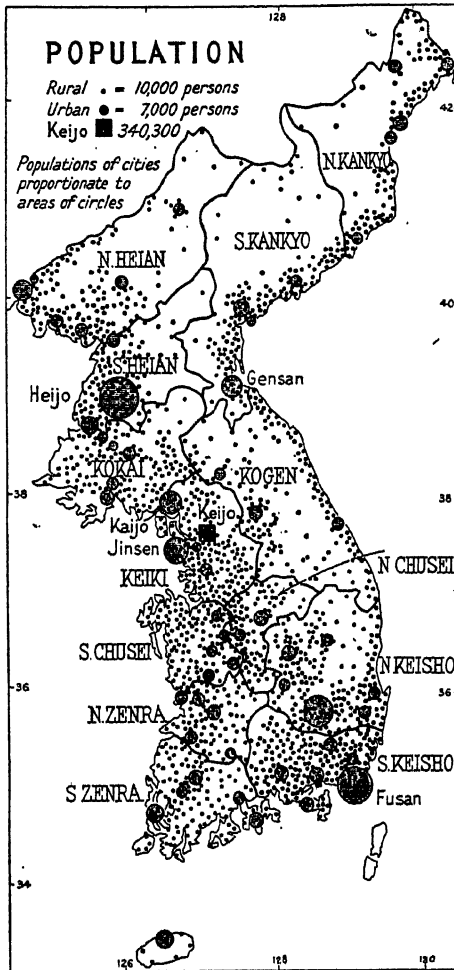 128
POPULATION
Rural • = 10,000 persons
Urban ● = 7,000 persons
Keijo ■ 340,300
Populations of cities
proportionate to
areas of circles
42
42
N. KANKYO
S. KANKYO
N. HEIAN
40
40
S. HEIAN
Heijo
Gensan
KOKAI
KOGEN
38
38
Kaijo
Keijo
Jinsen
KEIKI
N CHUSEI
S. CHUSEI
N. KEISHO
36
36
N. ZENRA
S. KEISHO
S ZENRA
Fusan
34
126
128
130